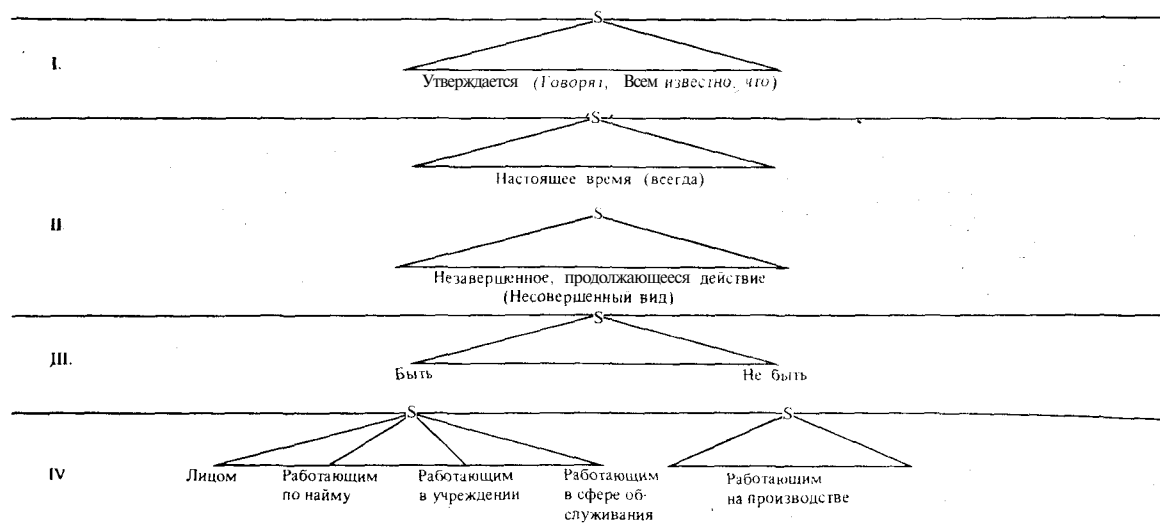 S
I.
Утверждается (Говорят, Всем известно, что)
S
Настоящее время (всегда)
II
S
Незавершенное, продолжающееся действие
(Несовершенный вид)
S
III.
Быть Не быть
S S
IV
Лицом Работающим Работающим Работающим Работающим
по найму в учреждении в сфере об- на производстве
служивания